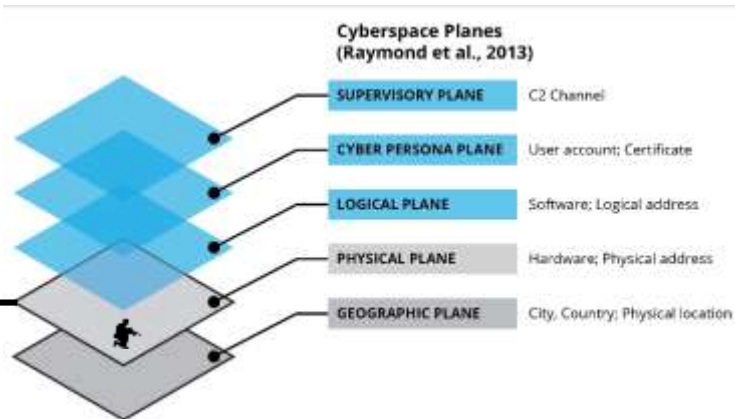 Cyberspace Planes
(Raymond et al., 2013)
SUPERVISORY PLANE C2 Channel
CYBER PERSONA PLANE User account; Certificate
LOGICAL PLANE Software; Logical address
PHYSICAL PLANE Hardware; Physical address
GEOGRAPHIC PLANE City, Country; Physical location